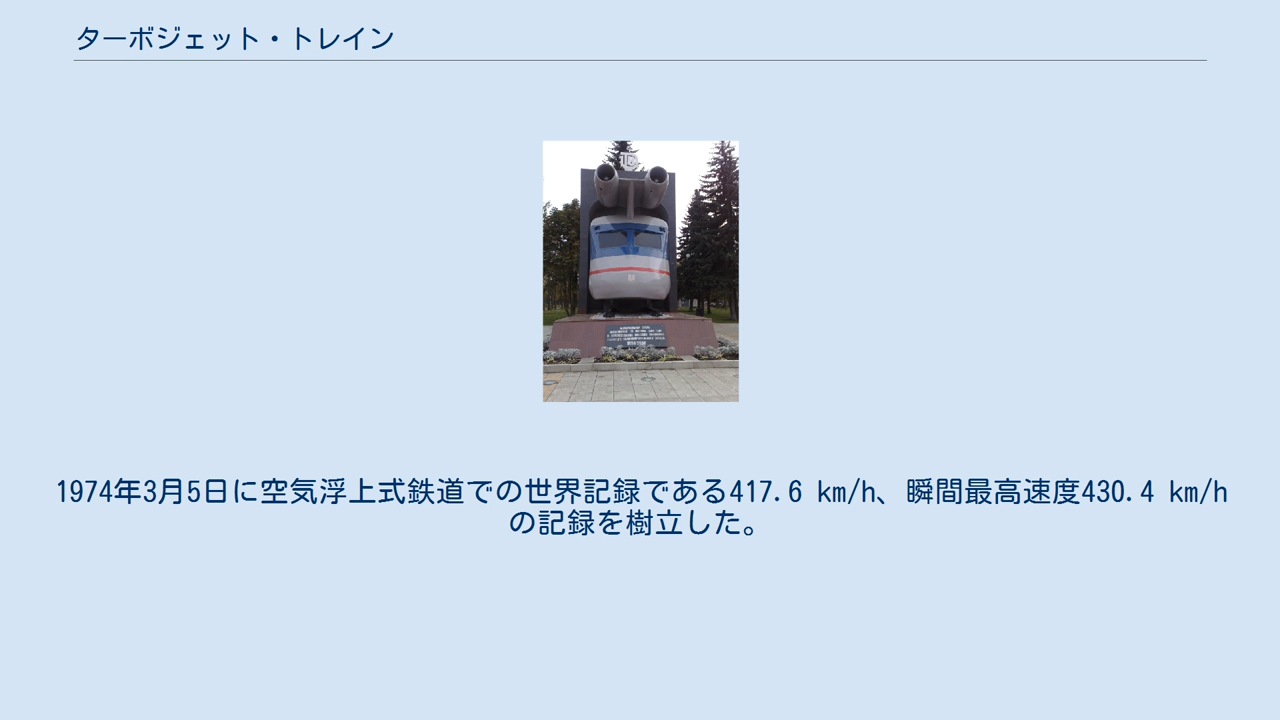 ターボジェット・トレイン
1974年3月5日に空気浮上式鉄道での世界記録である417.6 km/h、瞬間最高速度430.4 km/h
の記録を樹立した。